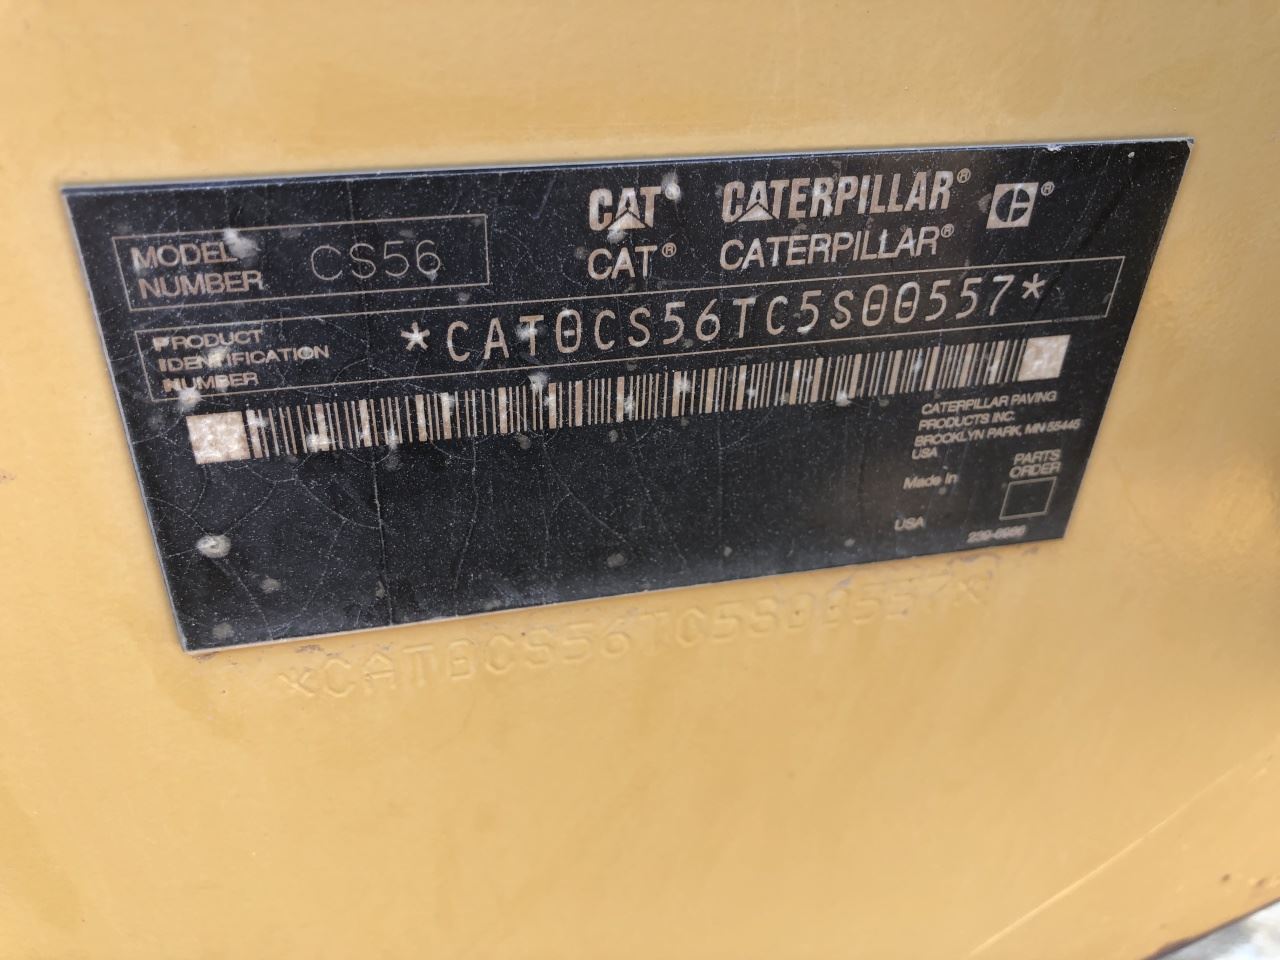 CAT® CATERPILLAR® C®
CAT® CATERPILLAR®
MODEL
NUMBER
CS56
PRODUCT
IDENTIFICATION
NUMBER
*CAT0CS56TC5S00557*
CATERPILLAR PAVING
PRODUCTS INC.
BROOKLYN PARK, MN 55445
USA
PARTS
ORDER
Made In
USA
*CAT0CS56TC5S00557*